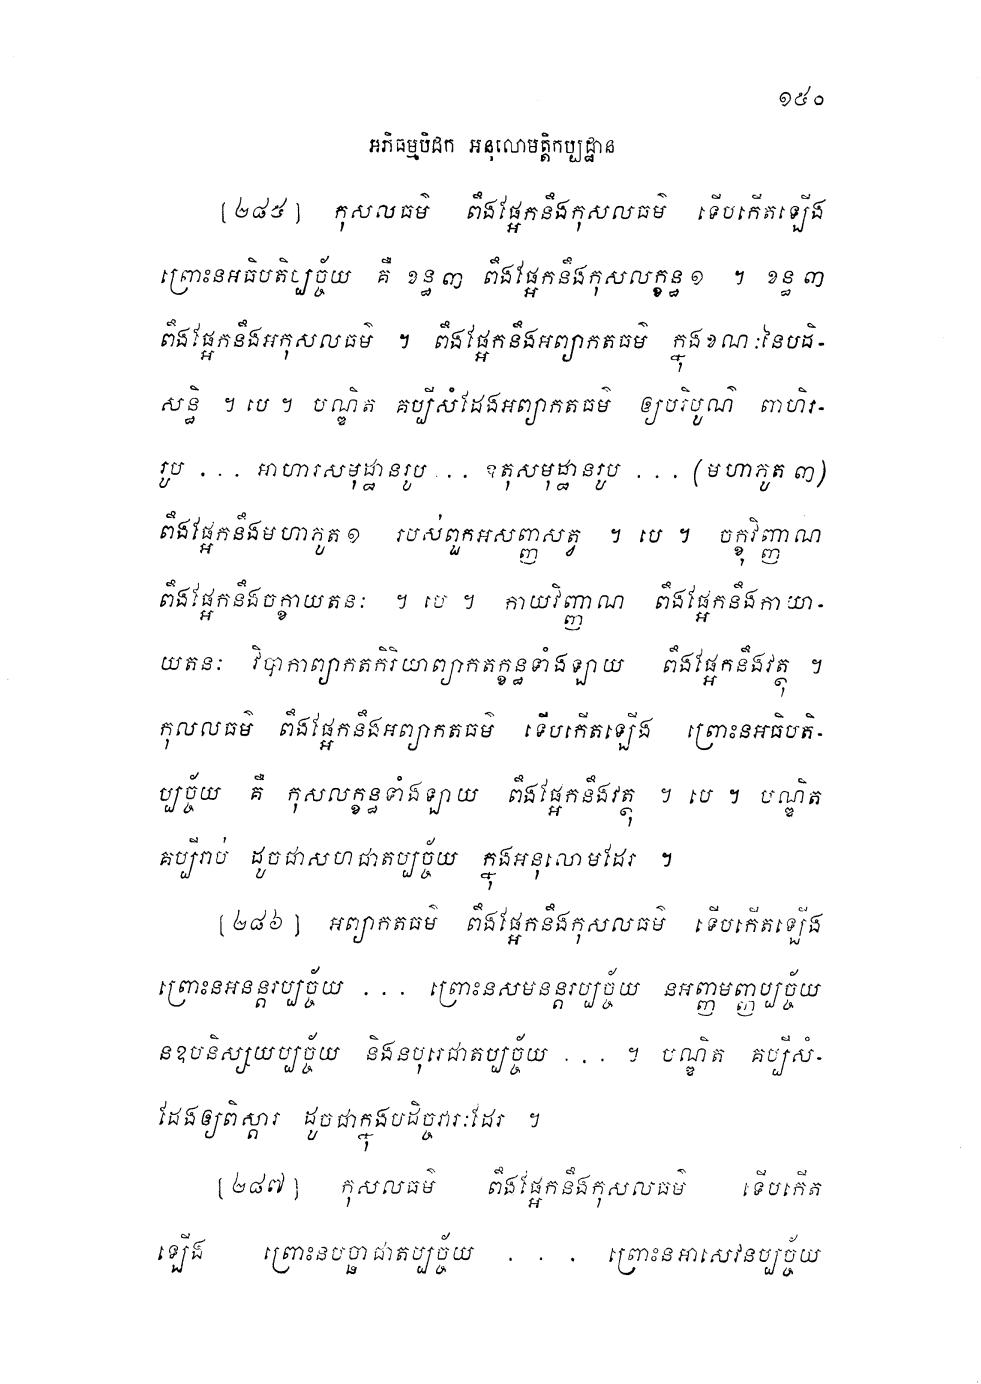 ១៥០
អភិធម្មបិដក អនុលោមត្តិកប្បដ្ឋាន
[២៨៥] កុសលធម៌ ពឹងផ្អែកនឹងកុសលធម៌ ទើបកើតឡើង
ព្រោះនអធិបតិប្បច្ច័យ គឺ ខន្ធ ៣ ពឹងផ្អែកនឹងកុសលក្ខន្ធ ១ ។ ខន្ធ ៣
ពឹងផ្អែកនឹងអកុសលធម៌ ។ ពឹងផ្អែកនឹងអព្យាកតធម៌ ក្នុងខណៈនៃបដិ-
សន្ធិ ។ បេ ។ បណ្ឌិត គប្បីសំដែងអព្យាកតធម៌ ឲ្យបរិបូណ៌ ពាហិរ-
រូប ... អាហារសមុដ្ឋានរូប ... ឧតុសមុដ្ឋានរូប ... (មហាភូត ៣)
ពឹងផ្អែកនឹងមហាភូត ១ របស់ពួកអសញ្ញសត្វ ។ បេ ។ ចក្ខុវិញ្ញាណ
ពឹងផ្អែកនឹងចក្ខាយតនៈ ។ បេ ។ កាយវិញ្ញាណ ពឹងផ្អែកនឹងកាយា-
យតនៈ វិបាកាព្យាកតកិរិយាព្យាកតក្ខន្ធទាំងឡាយ ពឹងផ្អែកនឹងវត្ថុ ។
កុលលធម៌ ពឹងផ្អែកនឹងអព្យាកតធម៌ ទើបកើតឡើង ព្រោះនអធិបតិ-
ប្បច្ច័យ គឺ កុសលក្ខន្ធទាំងឡាយ ពឹងផ្អែកនឹងវត្ថុ ។ បេ ។ បណ្ឌិត
គប្បីរាប់ ដូចជាសហជាតប្បច្ច័យ ក្នុងអនុលោមដែរ ។
[២៨៦] អព្យាកតធម៌ ពឹងផ្អែកនឹងកុសលធម៌ ទើបកើតឡើង
ព្រោះនអនន្តរប្បច្ច័យ ... ព្រោះនសមនន្តរប្បច្ច័យ នអញ្ញមញ្ញប្បច្ច័យ
នឧបនិស្សយប្បច្ច័យ និងនបុរេជាតប្បច្ច័យ ... ។ បណ្ឌិត គប្បីសំ-
ដែងឲ្យពិស្តារ ដូចជាក្នុងបដិច្ចវារៈដែរ ។
[២៨៧] កុសលធម៌ ពឹងផ្អែកនឹងកុសលធម៌ ទើបកើត
ឡើង ព្រោះនបច្ឆាជាតប្បច្ច័យ ... ព្រោះនអាសេវនប្បច្ច័យ